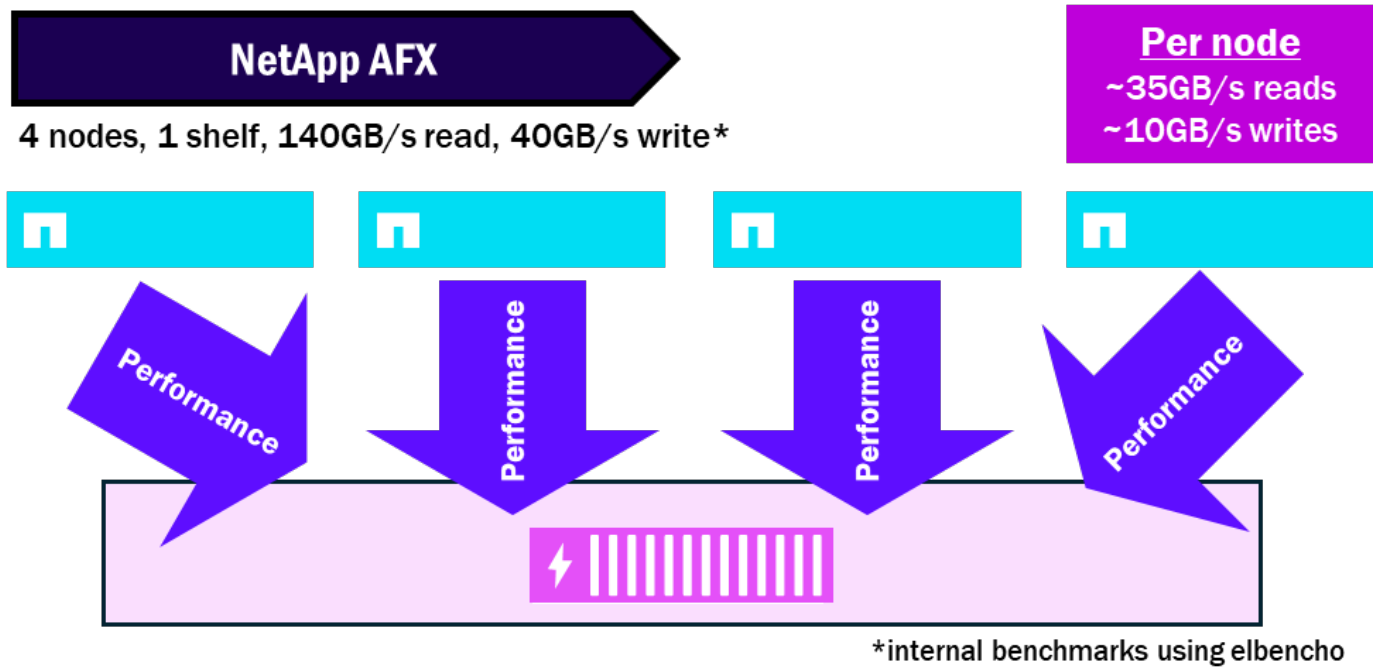 NetApp AFX
4 nodes, 1 shelf, 140GB/s read, 40GB/s write*
Per node
~35GB/s reads
~10GB/s writes
Performance
Performance
Performance
Performance
*internal benchmarks using elbencho